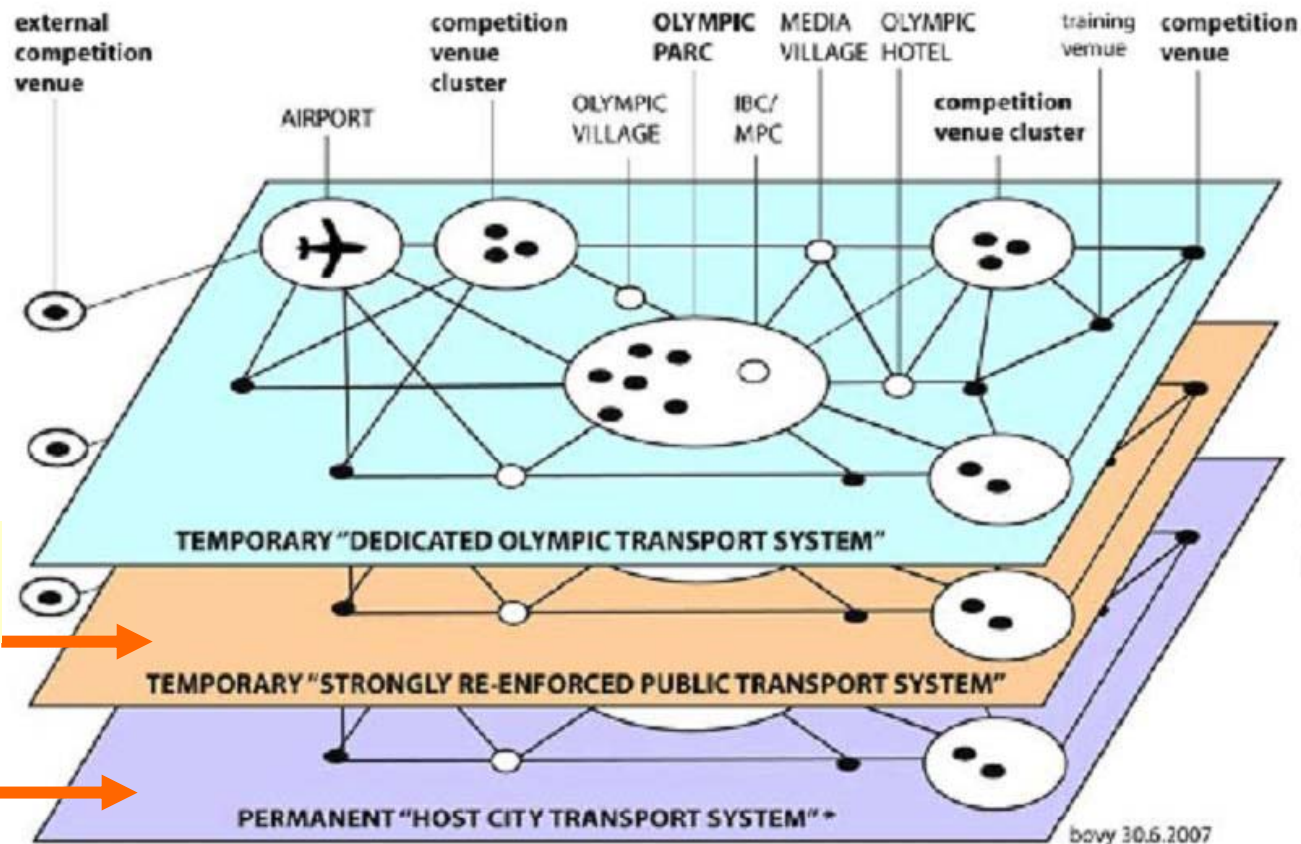 external
competition
venue
AIRPORT
competition
venue
cluster
OLYMPIC
VILLAGE
OLYMPIC
PARC
IBC/
MPC
MEDIA
VILLAGE
OLYMPIC
HOTEL
competition
venue cluster
training
vemue
competition
venue
TEMPORARY “DEDICATED OLYMPIC TRANSPORT SYSTEM”
TEMPORARY “STRONGLY RE-ENFORCED PUBLIC TRANSPORT SYSTEM”
PERMANENT “HOST CITY TRANSPORT SYSTEM” *
bovy 30.6.2007